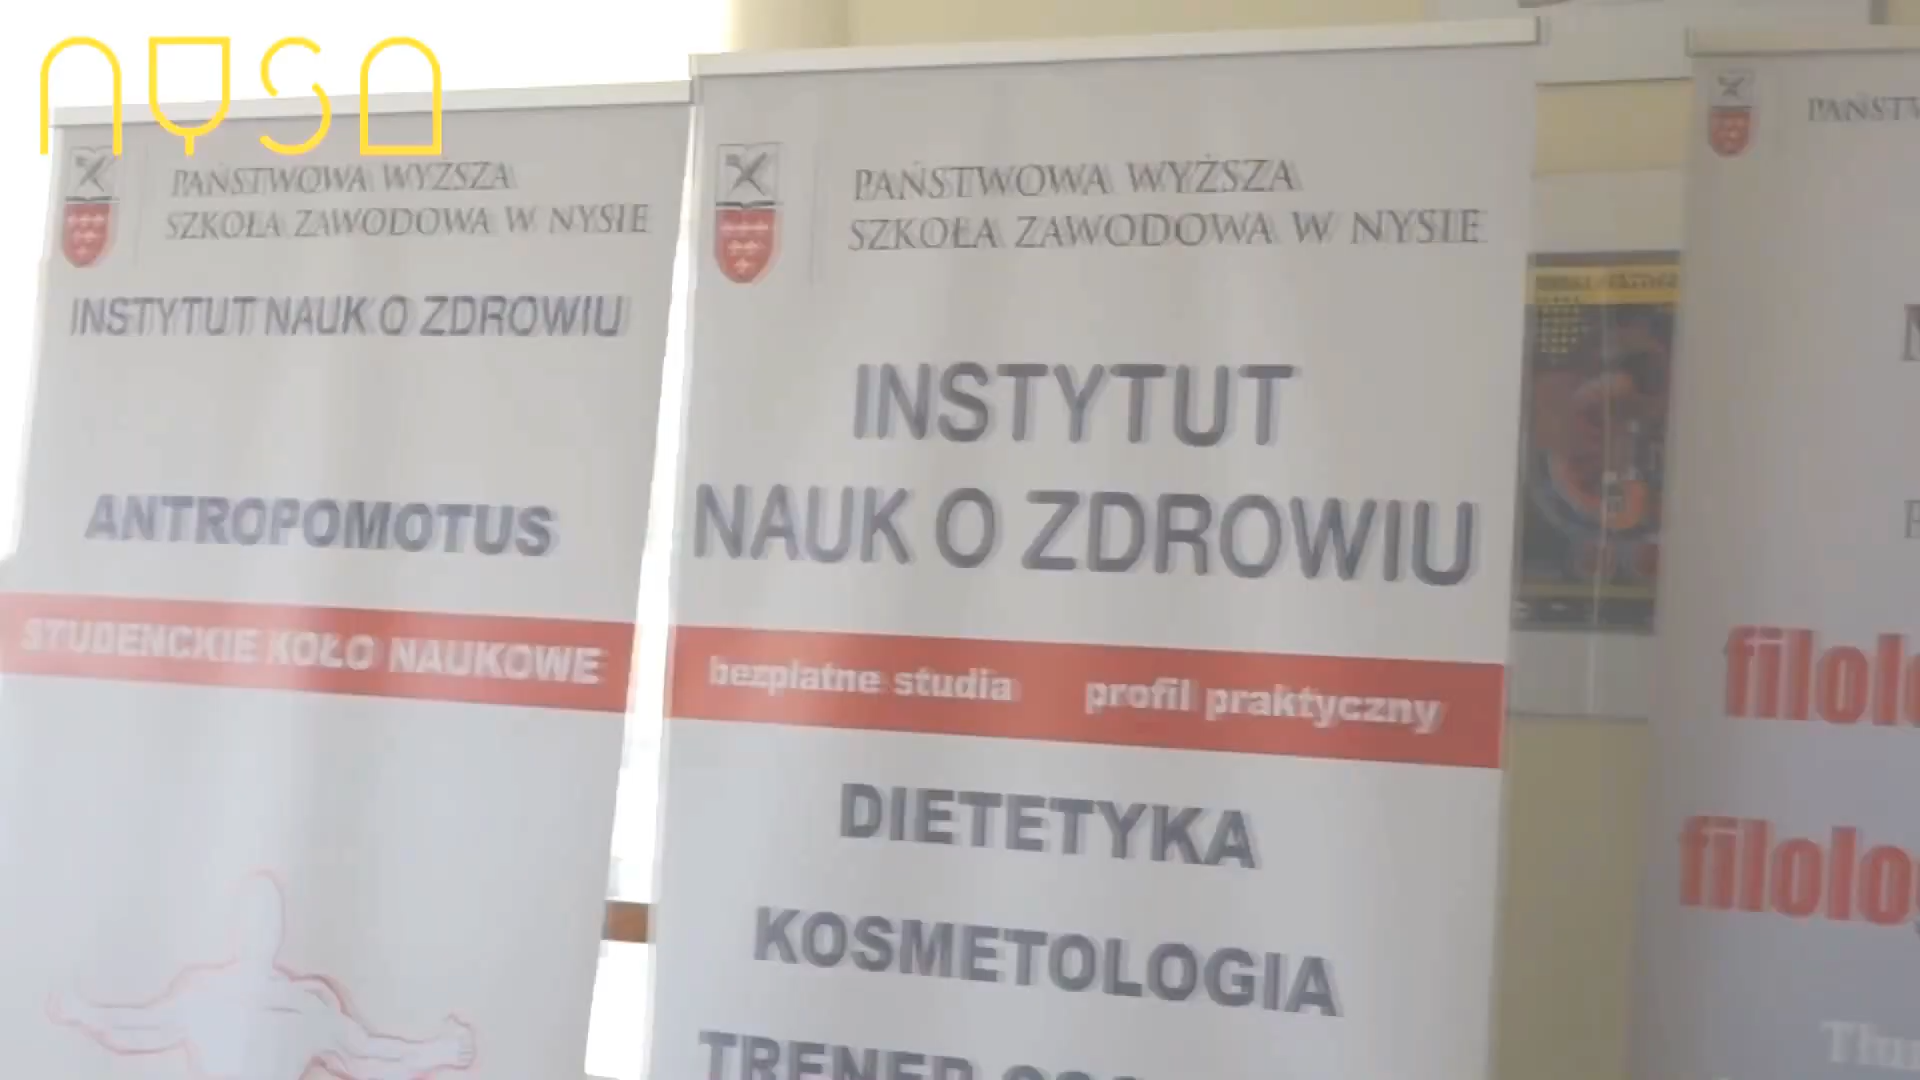 NYSA
PAŃSTWOWA WYŻSZA
SZKOŁA ZAWODOWA W NYSIE
INSTYTUT NAUK O ZDROWIU
ANTROPOMOTUS
STUDENCKIE KOŁO NAUKOWE
PAŃSTWOWA WYŻSZA
SZKOŁA ZAWODOWA W NYSIE
INSTYTUT
NAUK O ZDROWIU
bezpłatne studia profil praktyczny
DIETETYKA
KOSMETOLOGIA
TRENER